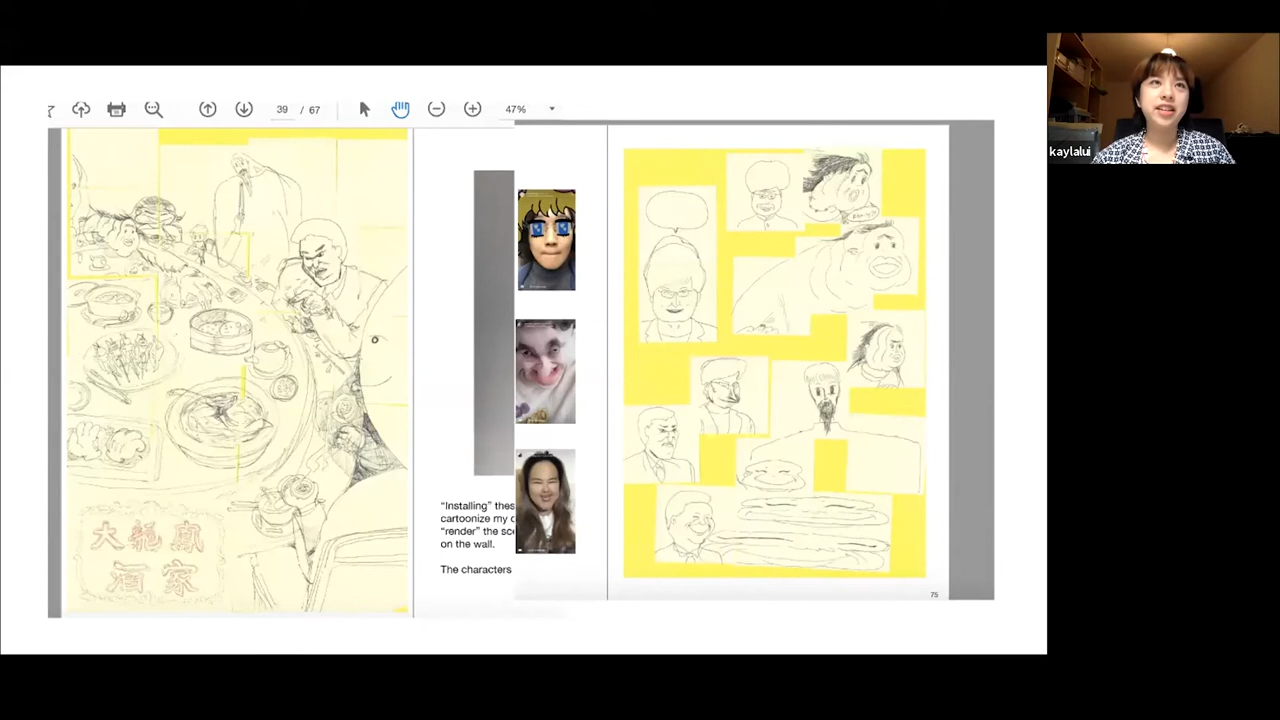 39 / 67
47%
kaylalui
"Installing" thes
cartoonize my c
"render" the sce
on the wall.
The characters
大 龍 鳳
酒 家
75